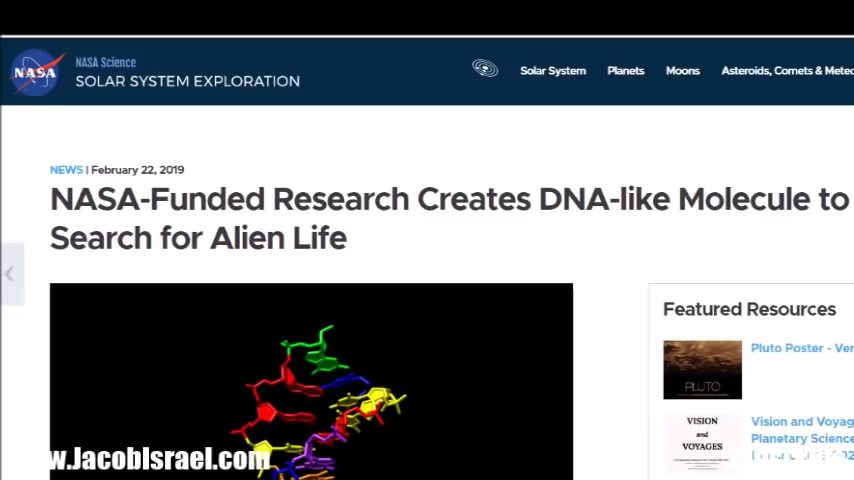 NASA
NASA Science
SOLAR SYSTEM EXPLORATION
Solar System Planets Moons Asteroids, Comets & Meteo
NEWS | February 22, 2019
NASA-Funded Research Creates DNA-like Molecule to
Search for Alien Life
Featured Resources
Pluto Poster - Ver
PLUTO
VISION
and
VOYAGES
Vision and Voyag
Planetary Science
w.JacobIsrael.com